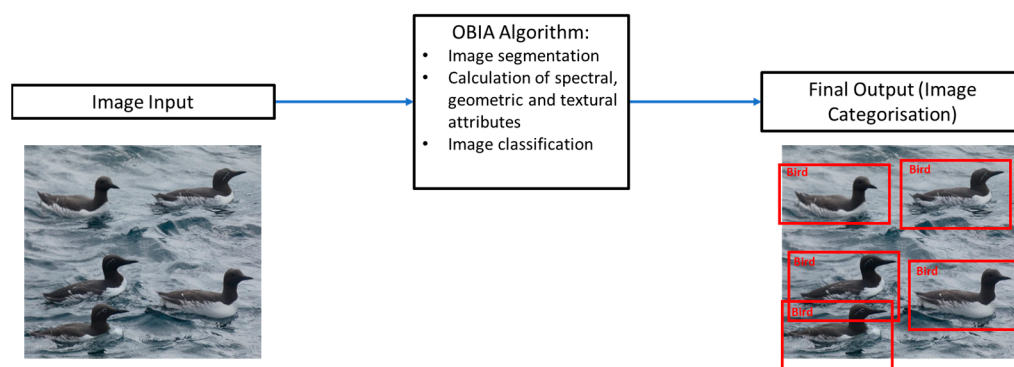 Image Input
OBIA Algorithm:
• Image segmentation
• Calculation of spectral,
geometric and textural
attributes
• Image classification
Final Output (Image
Categorisation)
Bird
Bird
Bird
Bird
Bird